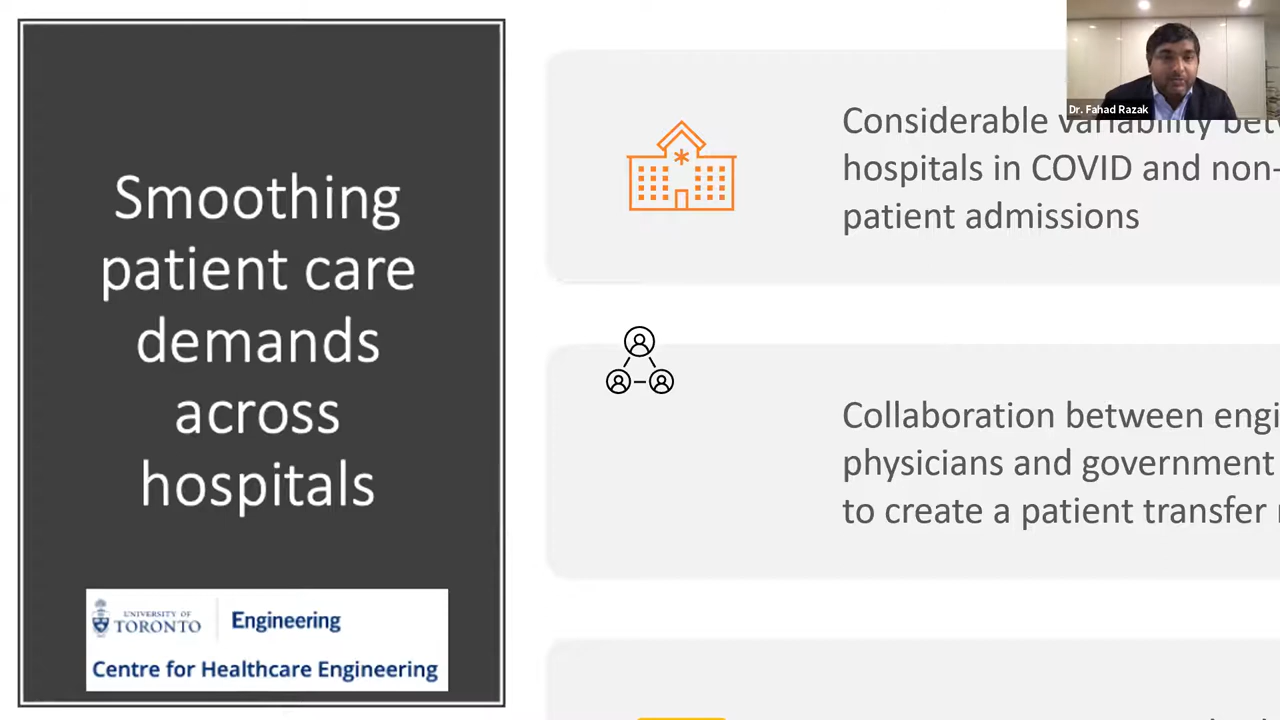 Smoothing
patient care
demands
across
hospitals
UNIVERSITY OF
TORONTO
Engineering
Centre for Healthcare Engineering
Dr. Fahad Razak
Considerable variability
hospitals in COVID and non-
patient admissions
Collaboration between
physicians and government
to create a patient transfer